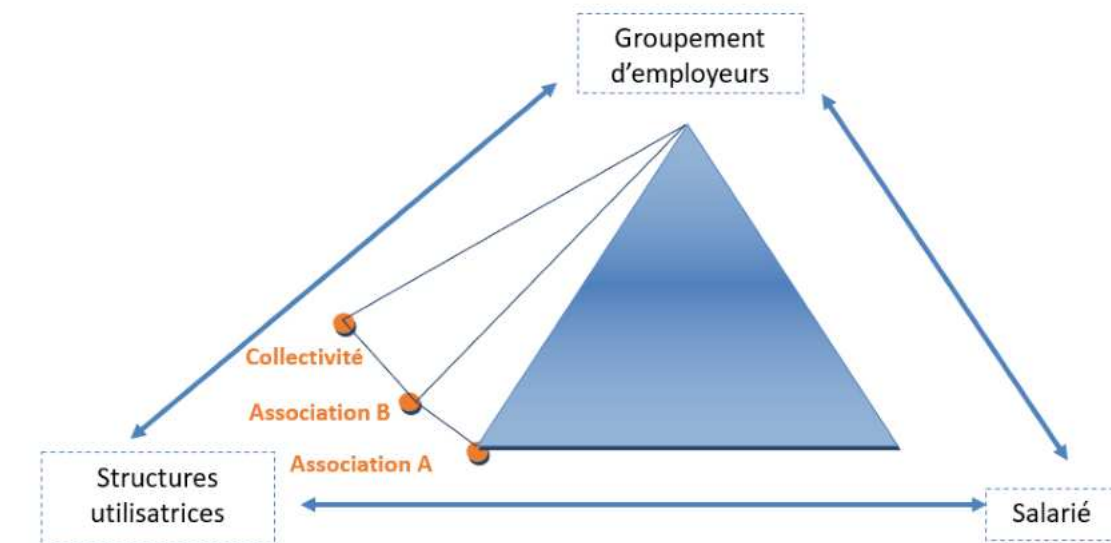 Groupement
d’employeurs
Collectivité
Association B
Association A
Structures
utilisatrices
Salarié